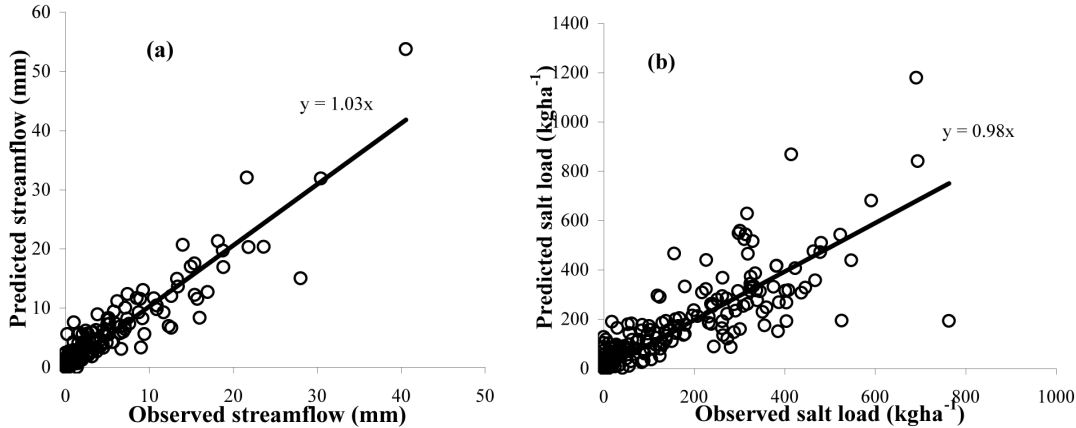 60
50
40
30
20
10
0
0 10 20 30 40 50
Predicted streamflow (mm)
Observed streamflow (mm)
(a)
y = 1.03x
1400
1200
1000
800
600
400
200
0
0 200 400 600 800 1000
Predicted salt load (kgha-1)
Observed salt load (kgha-1)
(b)
y = 0.98x